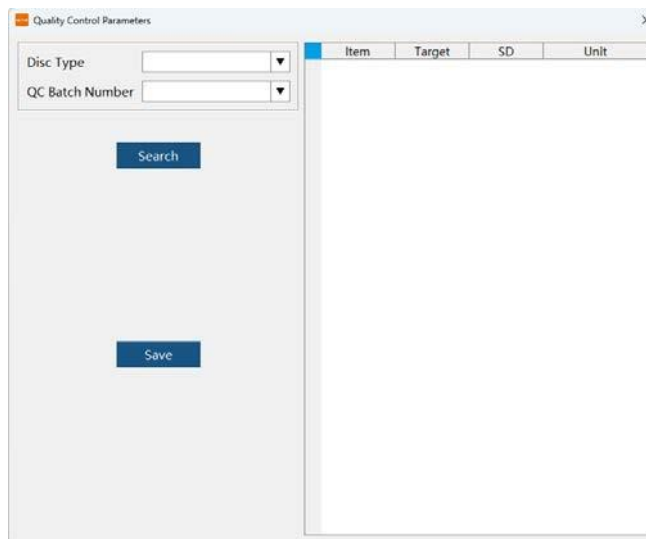 Quality Control Parameters
Disc Type
QC Batch Number
Search
Save
Item Target SD Unit